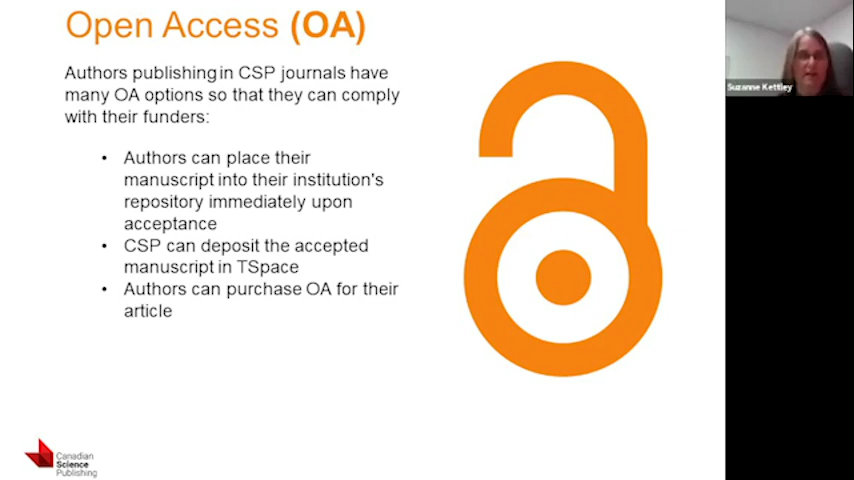 Open Access (OA)
Authors publishing in CSP journals have
many OA options so that they can comply
with their funders:
• Authors can place their
manuscript into their institution's
repository immediately upon
acceptance
• CSP can deposit the accepted
manuscript in TSpace
• Authors can purchase OA for their
article
Canadian
Science
Publishing
Suzanne Kettley